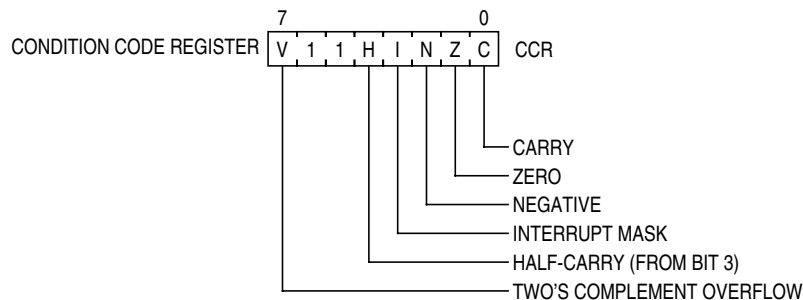 7 0
CONDITION CODE REGISTER V 1 1 H I N Z C CCR
CARRY
ZERO
NEGATIVE
INTERRUPT MASK
HALF-CARRY (FROM BIT 3)
TWO'S COMPLEMENT OVERFLOW